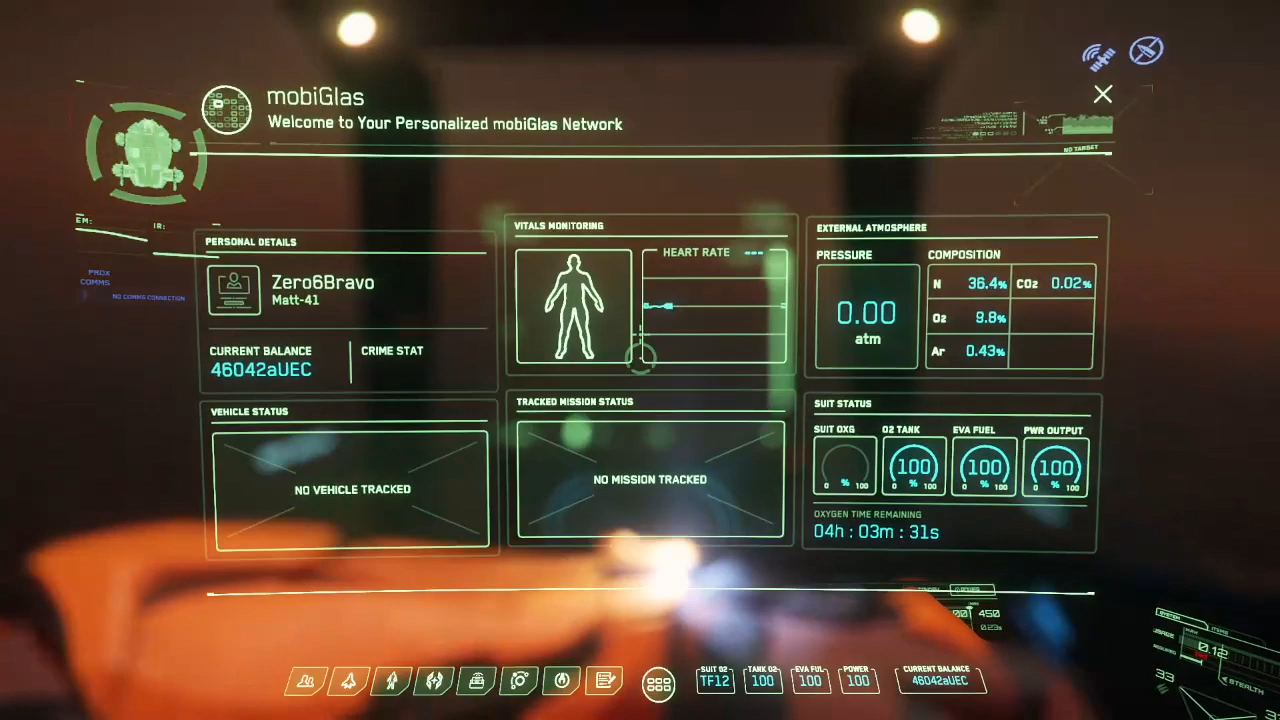 mobiGlas
Welcome to Your Personalized mobiGlas Network
NO TARGET
EM:
IR:
PROX
COMMS
NO COMMS CONNECTION
PERSONAL DETAILS
Zero6Bravo
Matt-41
CURRENT BALANCE
46042aUEC
CRIME STAT
VITALS MONITORING
HEART RATE ---
EXTERNAL ATMOSPHERE
PRESSURE
0.00
atm
COMPOSITION
N 36.4% CO2 0.02%
O2 9.8%
Ar 0.43%
VEHICLE STATUS
NO VEHICLE TRACKED
TRACKED MISSION STATUS
NO MISSION TRACKED
SUIT STATUS
SUIT OXG O2 TANK EVA FUEL PWR OUTPUT
100 100 100
0 % 100 0 % 100 0 % 100 0 % 100
OXYGEN TIME REMAINING
04h : 03m : 31s
450
SUIT O2 TANK O2 EVA FUL POWER CURRENT BALANCE
TF12 100 100 100 46042aUEC
SYSTEM
ITEMS
0.12
33
STEALTH